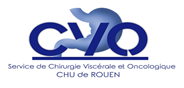 CVO
Service de Chirurgie Viscérale et Oncologique
CHU de ROUEN